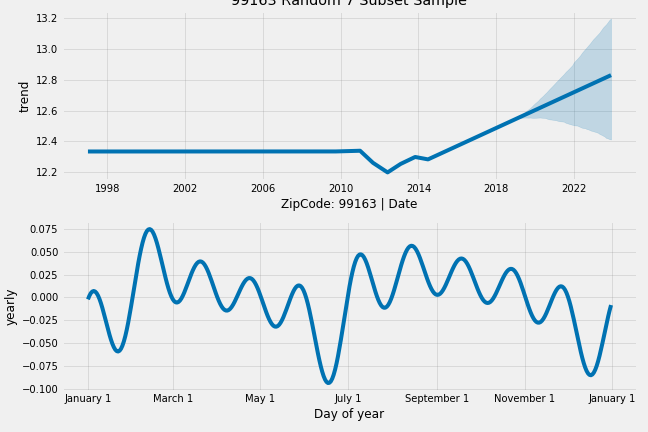 99163 Random 7 Subset Sample
13.2
13.0
12.8
12.6
12.4
12.2
trend
1998
2002
2006
2010
2014
2018
2022
ZipCode: 99163 | Date
0.075
0.050
0.025
0.000
−0.025
−0.050
−0.075
−0.100
yearly
January 1
March 1
May 1
July 1
September 1
November 1
January 1
Day of year